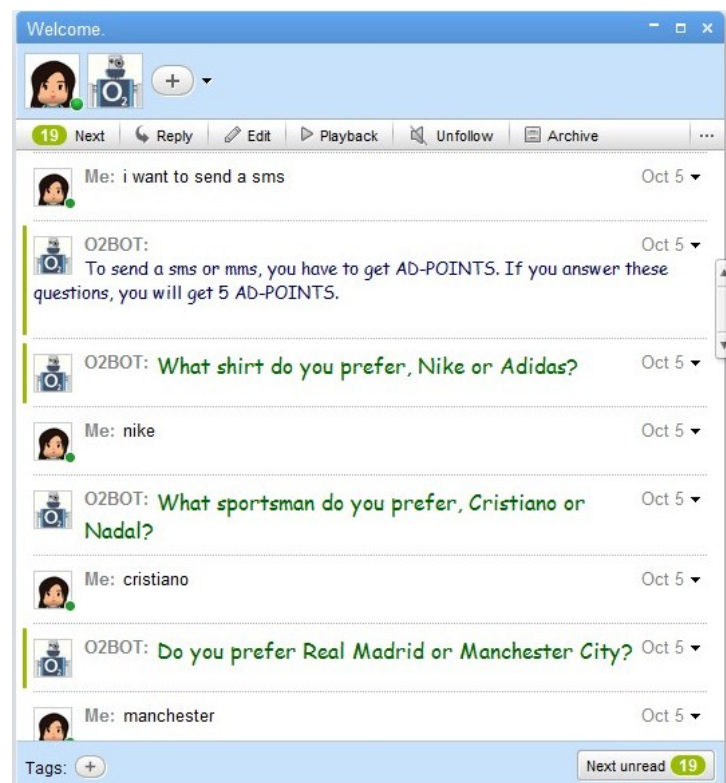 Welcome.
O2
19 Next Reply Edit Playback Unfollow Archive ...
Me: i want to send a sms Oct 5
O2BOT: Oct 5
O2
To send a sms or mms, you have to get AD-POINTS. If you answer these
questions, you will get 5 AD-POINTS.
O2BOT: What shirt do you prefer, Nike or Adidas? Oct 5
O2
Me: nike Oct 5
O2BOT: What sportsman do you prefer, Cristiano or Oct 5
O2
Nadal?
Me: cristiano Oct 5
O2BOT: Do you prefer Real Madrid or Manchester City? Oct 5
O2
Me: manchester Oct 5
Tags: + Next unread 19